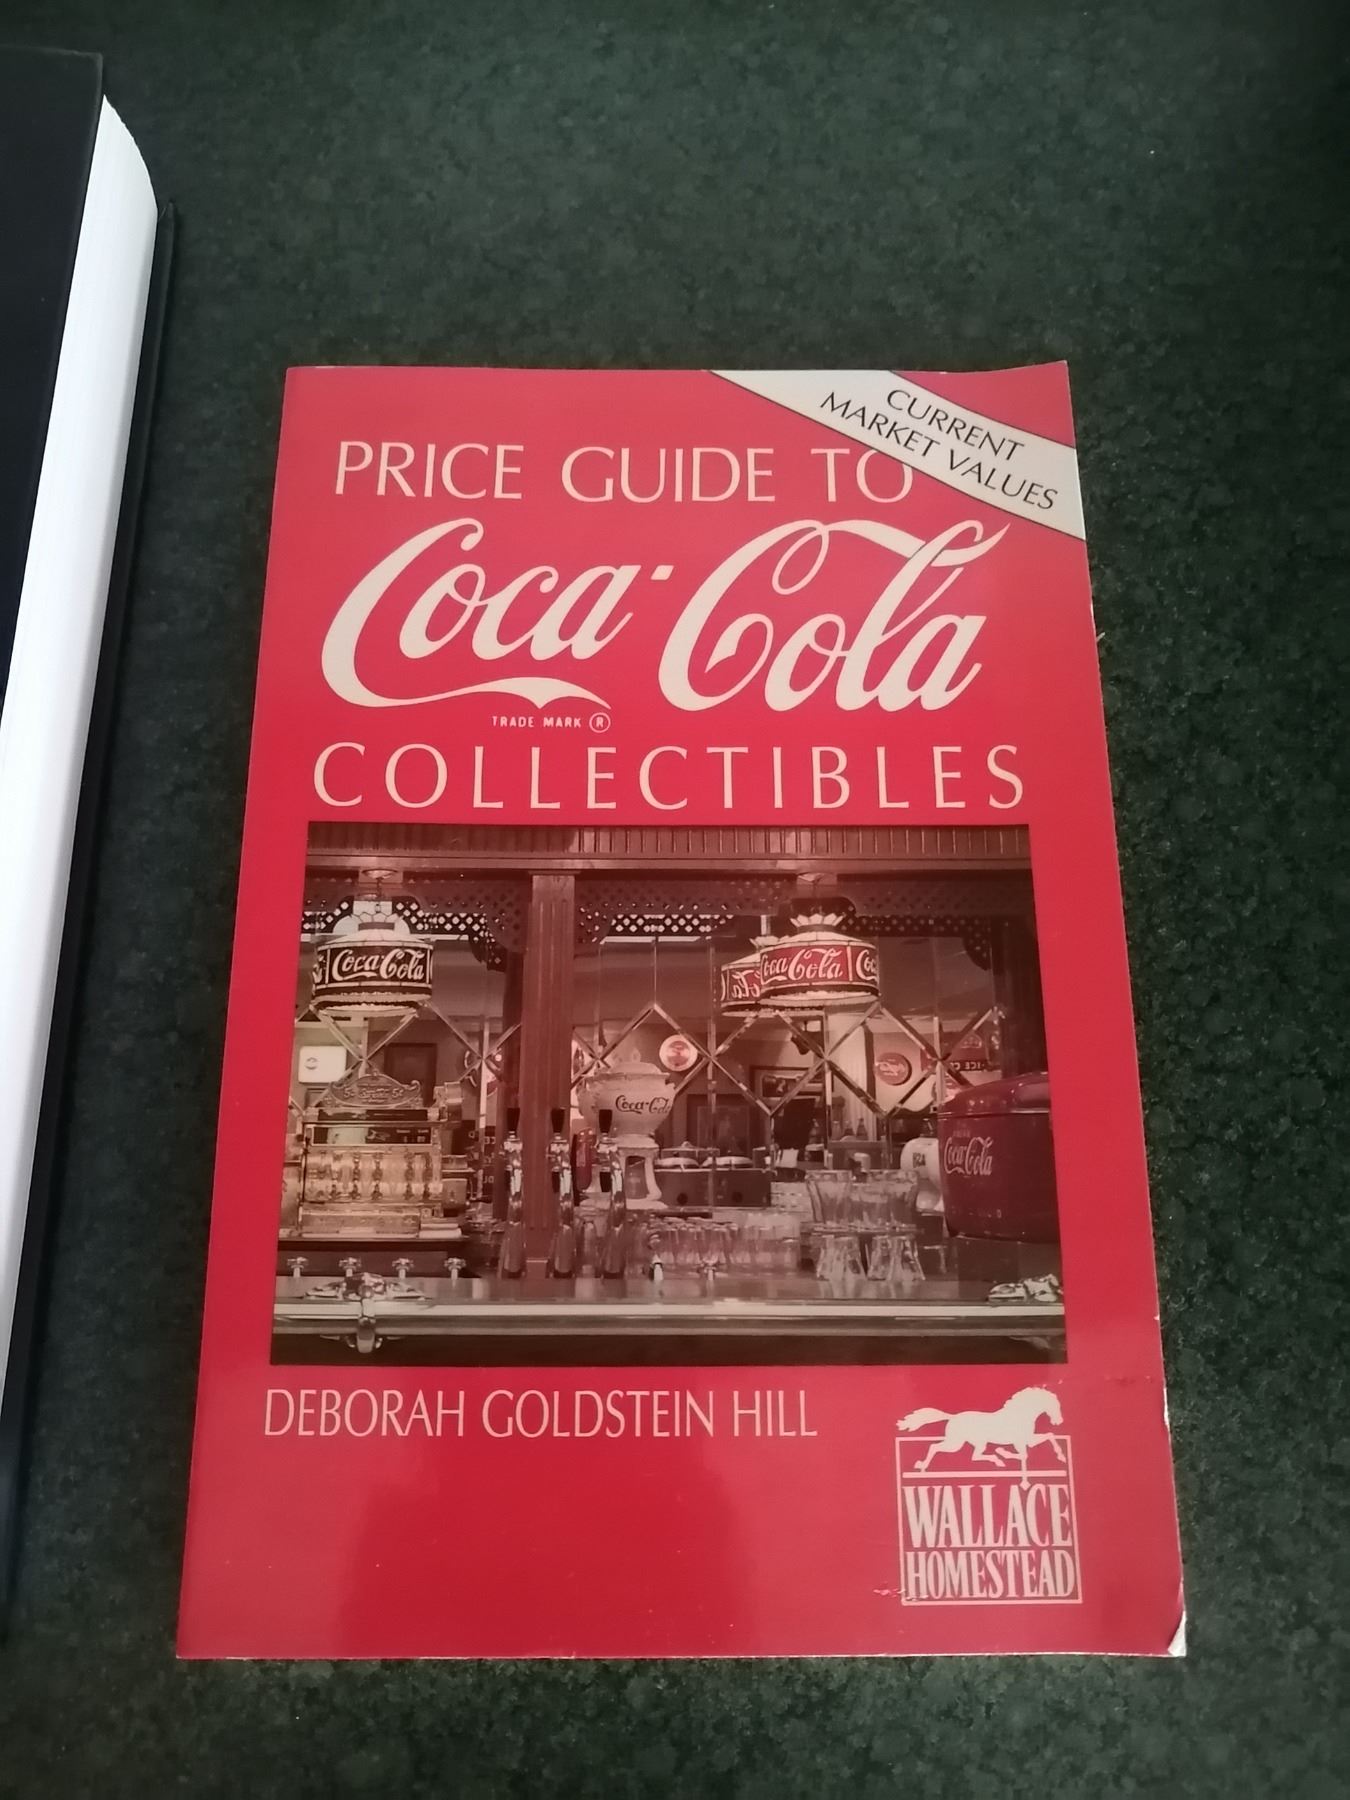 CURRENT
MARKET VALUES
PRICE GUIDE TO
Coca-Cola
TRADE MARK ®
COLLECTIBLES
Coca-Cola
Coca-Cola
Coca-Cola
Coca-Cola
DEBORAH GOLDSTEIN HILL
WALLACE
HOMESTEAD